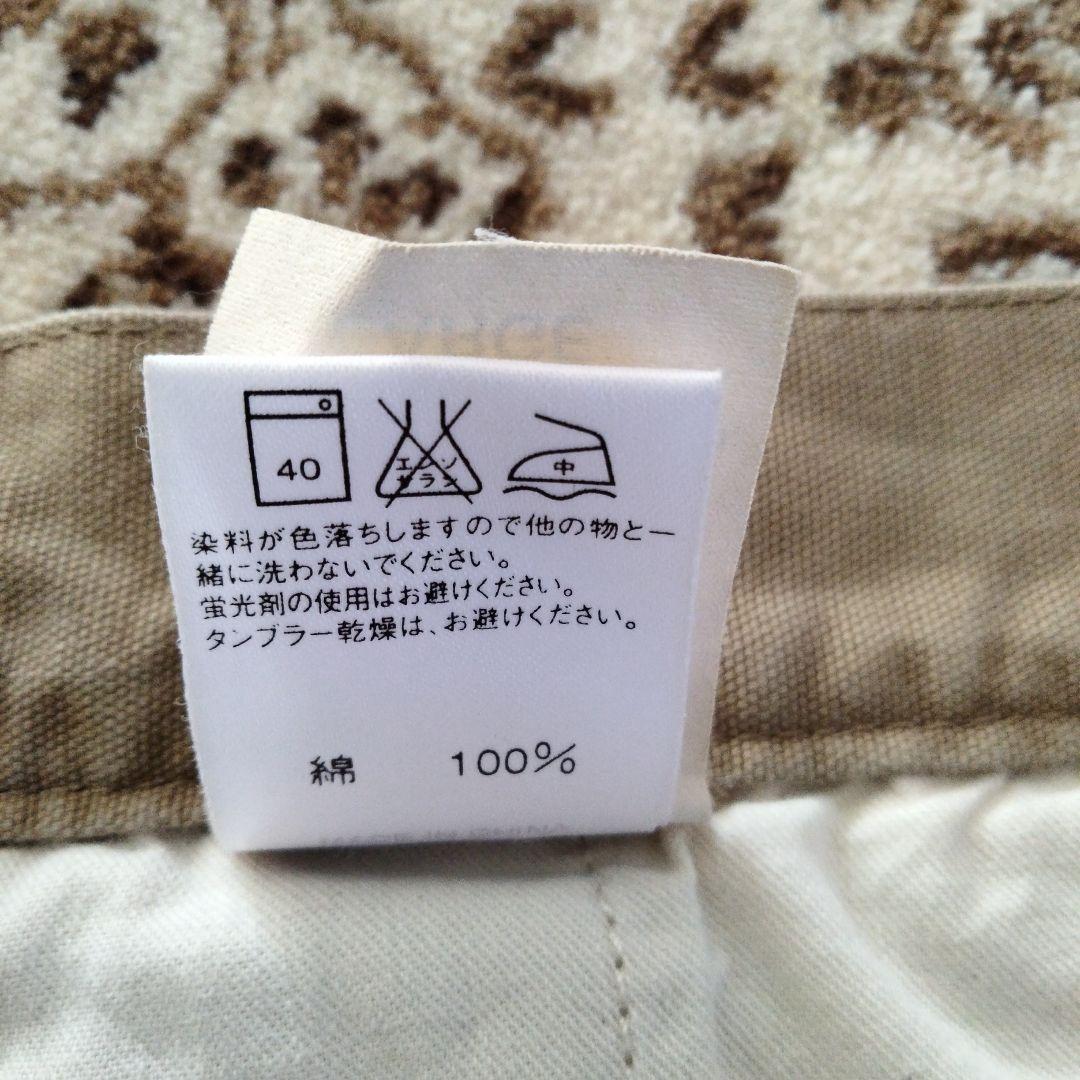 40
エンソ
サラシ
中
染料が色落ちしますので他の物と一
緒に洗わないでください。
蛍光剤の使用はお避けください。
タンブラー乾燥は、お避けください。
綿 100%